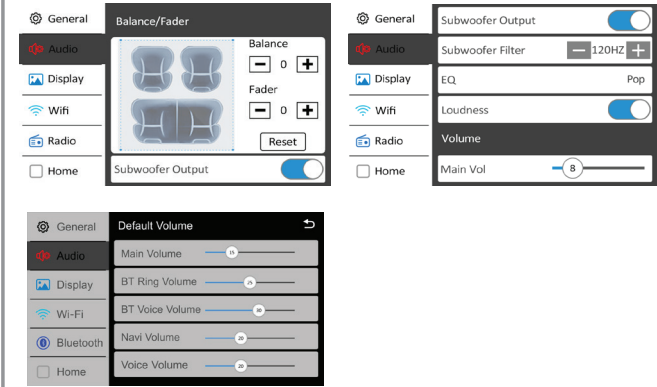 General
Audio
Display
Wifi
Radio
Home
Balance/Fader
Balance
0
Fader
0
Reset
Subwoofer Output
General
Audio
Display
Wifi
Radio
Home
Subwoofer Output
Subwoofer Filter 120HZ
EQ Pop
Loudness
Volume
Main Vol 8
General
Audio
Display
Wi-Fi
Bluetooth
Home
Default Volume
Main Volume 15
BT Ring Volume 25
BT Voice Volume 30
Navi Volume 20
Voice Volume 20